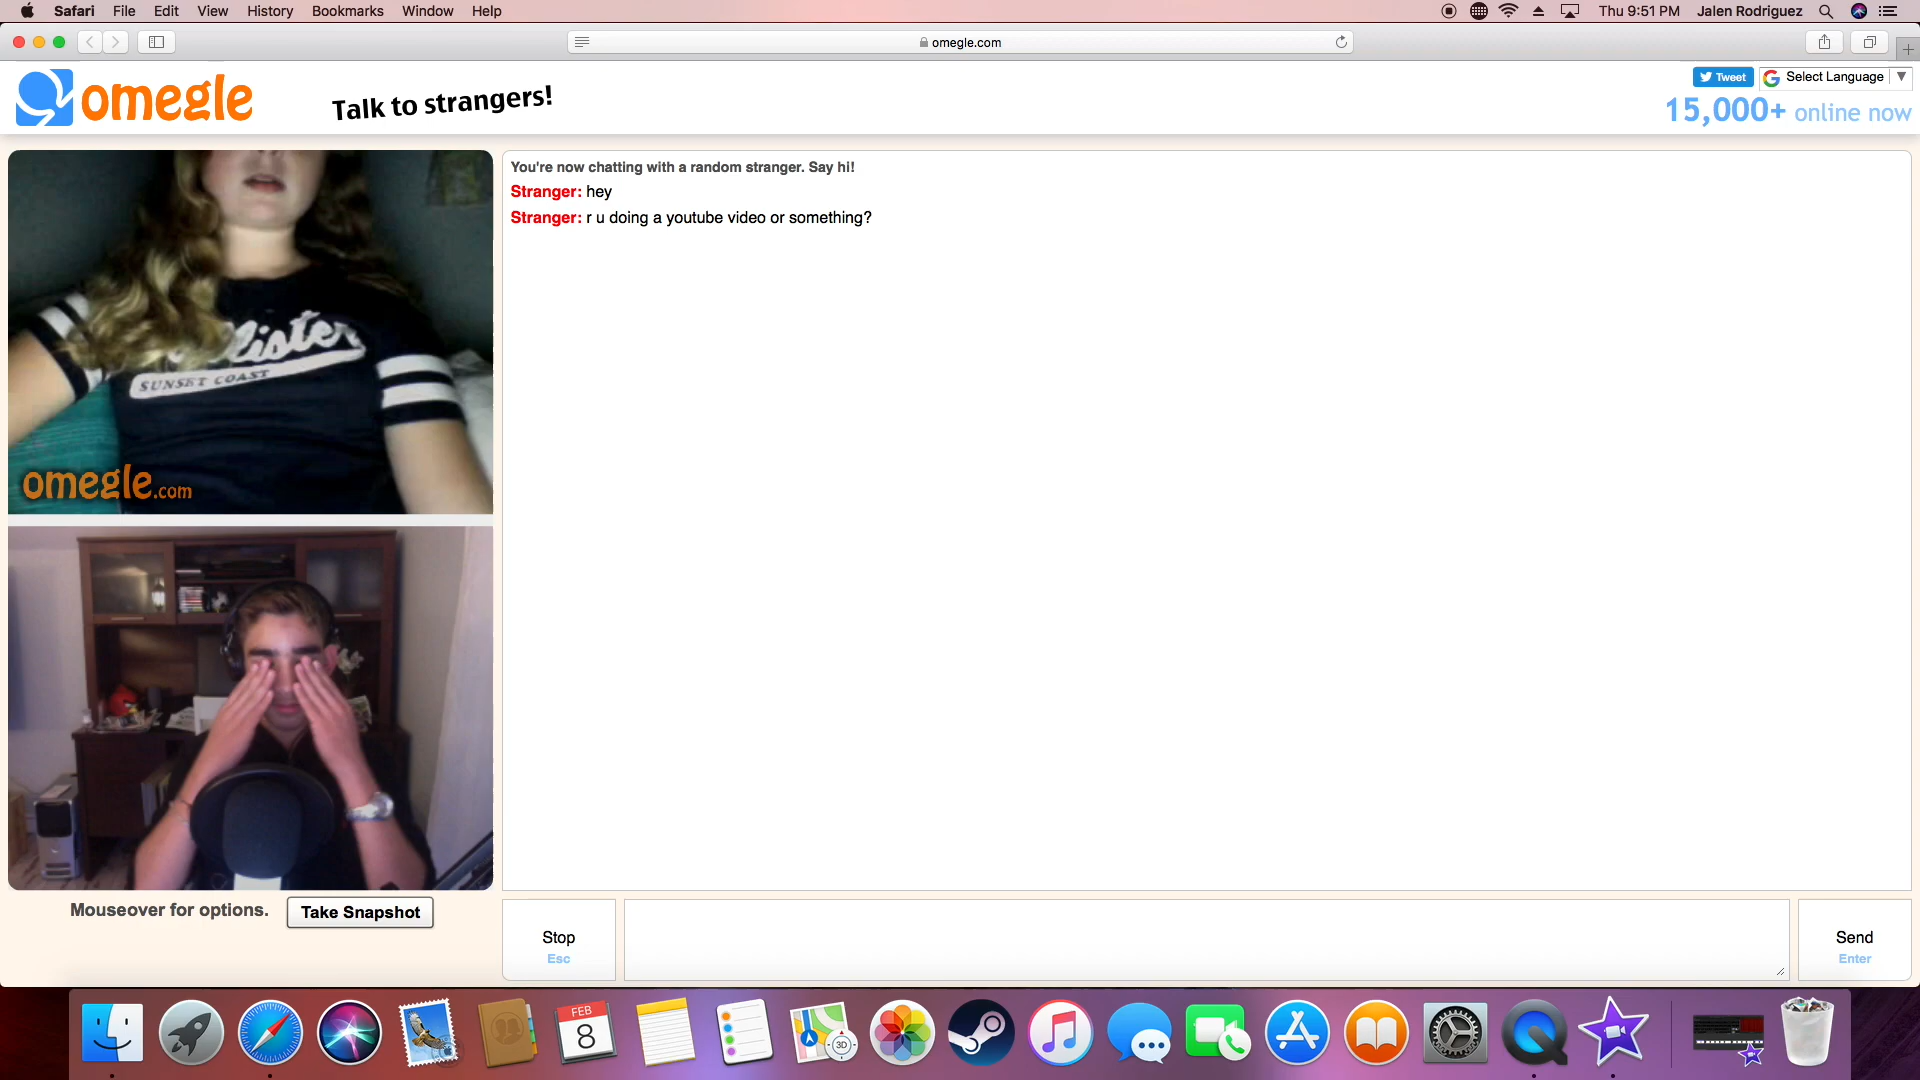 Safari File Edit View History Bookmarks Window Help Thu 9:51 PM Jalen Rodriguez
omegle.com
omegle Talk to strangers! Tweet Select Language
15,000+ online now
You're now chatting with a random stranger. Say hi!
Stranger: hey
Stranger: r u doing a youtube video or something?
SUNSET COAST
omegle.com
Mouseover for options. Take Snapshot
Stop
Esc
Send
Enter
FEB
8
3D